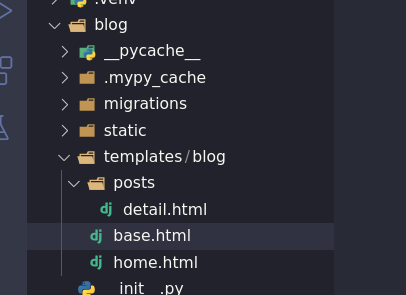 .venv
blog
__pycache__
.mypy_cache
migrations
static
templates/blog
posts
dj detail.html
dj base.html
dj home.html
__init__.py